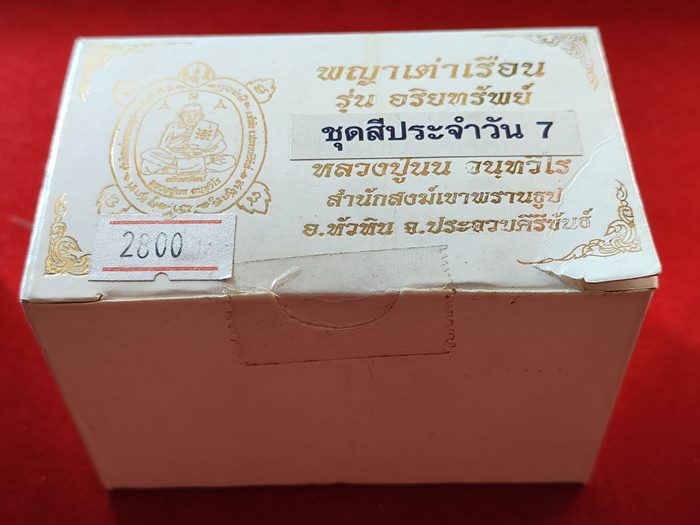 พญาเต่าเรือน
รุ่น อริยทรัพย์
ชุดสีประจำวัน 7
หลวงปู่นน จนฺทวิโร
สำนักสงฆ์เขาพรานธูป
อ.หัวหิน จ.ประจวบคีรีขันธ์
2800